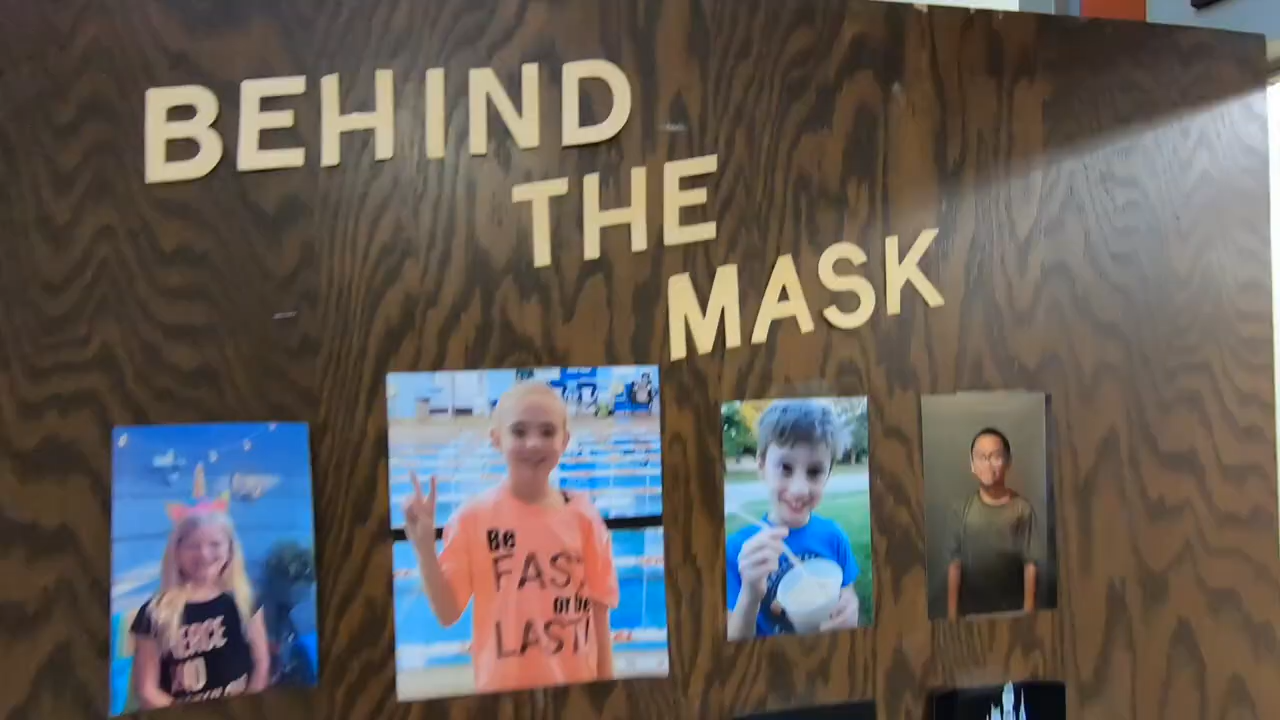 BEHIND
THE
MASK
Be
FAST
or be
LAST!